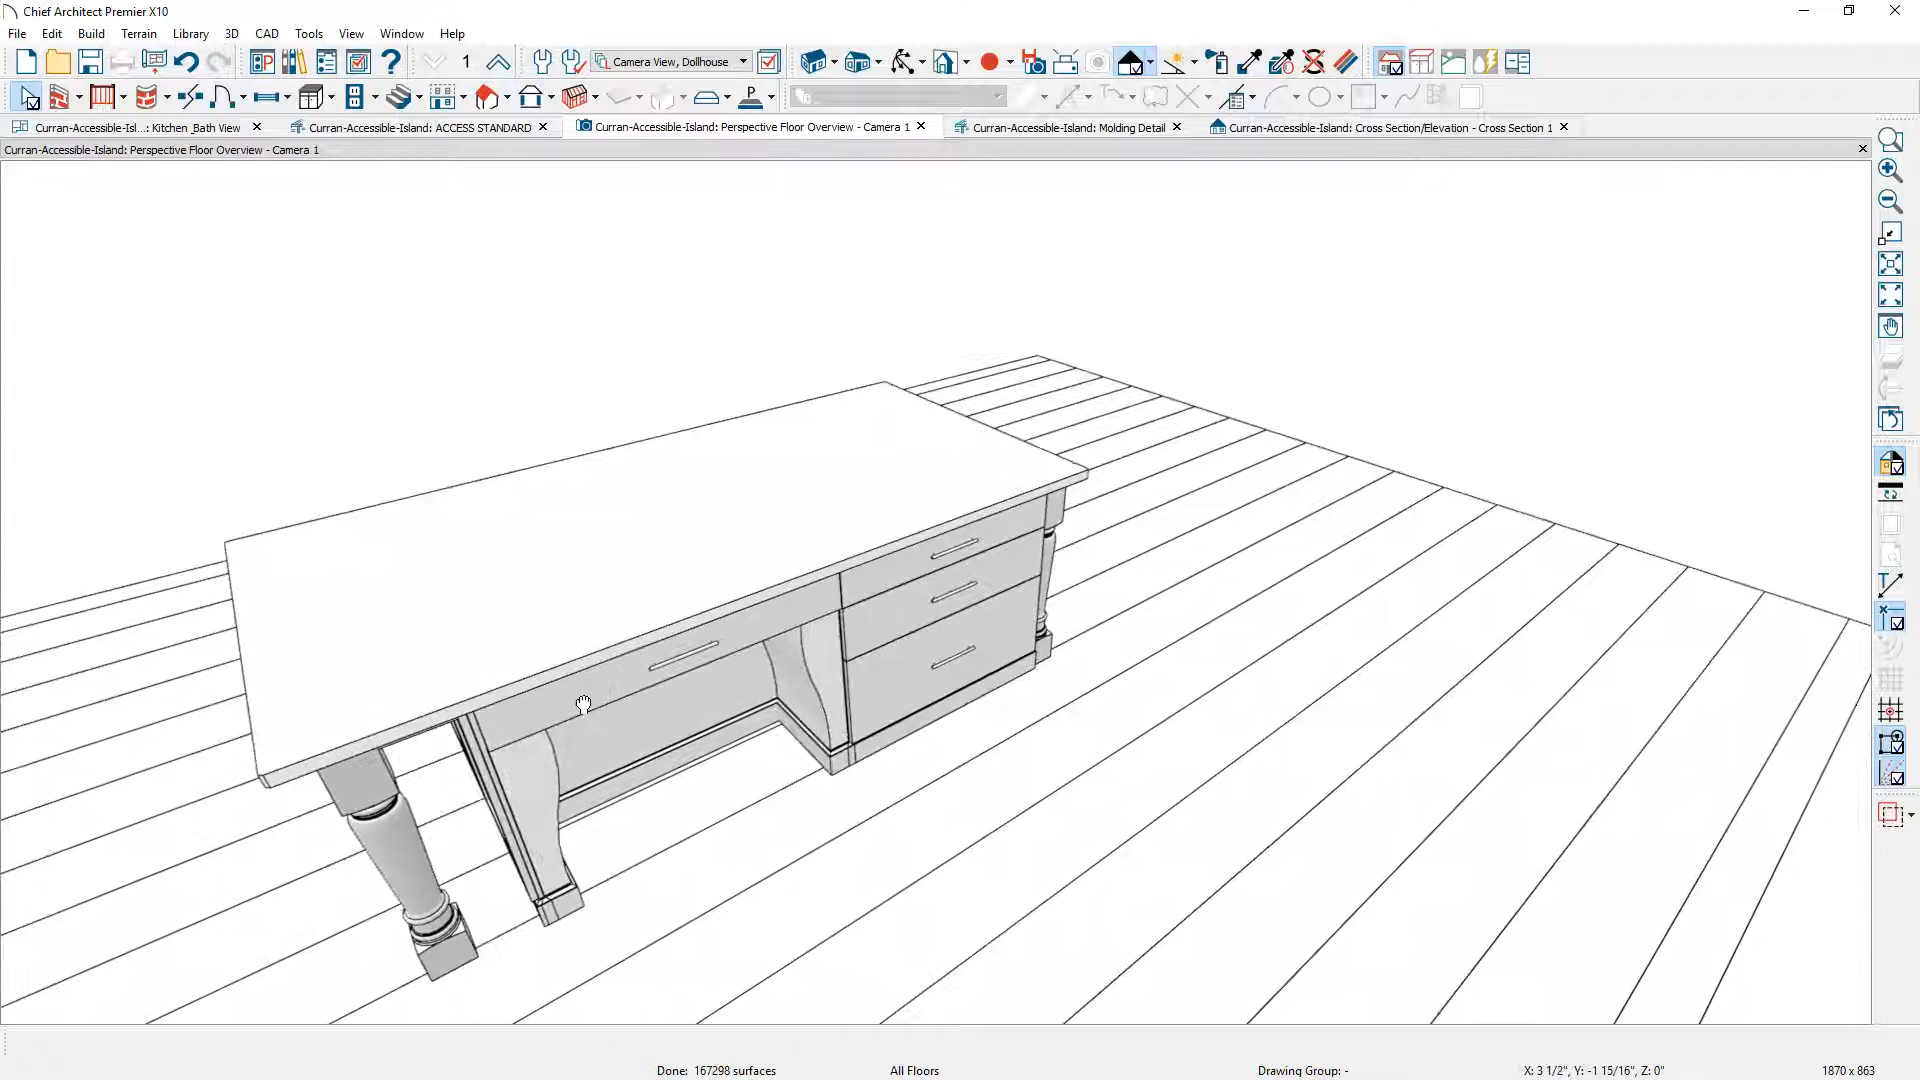 Chief Architect Premier X10
File Edit Build Terrain Library 3D CAD Tools View Window Help
1 Camera View, Dollhouse
P
Curran-Accessible-Isl...: Kitchen _Bath View Curran-Accessible-Island: ACCESS STANDARD Curran-Accessible-Island: Perspective Floor Overview - Camera 1 Curran-Accessible-Island: Molding Detail Curran-Accessible-Island: Cross Section/Elevation - Cross Section 1
Curran-Accessible-Island: Perspective Floor Overview - Camera 1
T
Done: 167298 surfaces All Floors Drawing Group: - X: 3 1/2", Y: -1 15/16", Z: 0" 1870 x 863